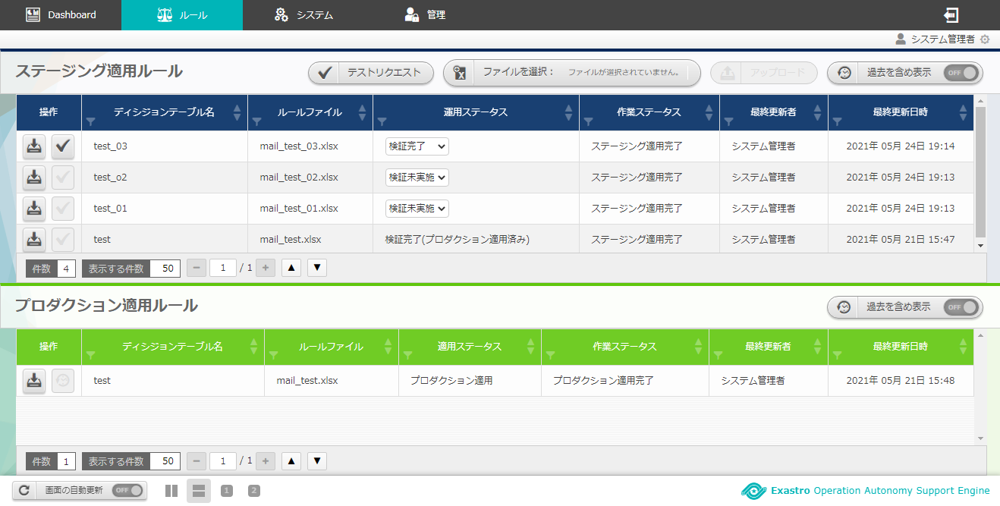 Dashboard ルール システム 管理
システム管理者
ステージング適用ルール テストリクエスト ファイルを選択： ファイルが選択されていません。 アップロード 過去を含め表示 OFF
操作 ディシジョンテーブル名 ルールファイル 運用ステータス 作業ステータス 最終更新者 最終更新日時
test_03 mail_test_03.xlsx 検証完了 ステージング適用完了 システム管理者 2021年 05月 24日 19:14
test_o2 mail_test_02.xlsx 検証未実施 ステージング適用完了 システム管理者 2021年 05月 24日 19:13
test_01 mail_test_01.xlsx 検証未実施 ステージング適用完了 システム管理者 2021年 05月 24日 19:13
test mail_test.xlsx 検証完了(プロダクション適用済み) ステージング適用完了 システム管理者 2021年 05月 21日 15:47
件数 4 表示する件数 50 − 1 / 1 + ▲ ▼
プロダクション適用ルール 過去を含め表示 OFF
操作 ディシジョンテーブル名 ルールファイル 適用ステータス 作業ステータス 最終更新者 最終更新日時
test mail_test.xlsx プロダクション適用 プロダクション適用完了 システム管理者 2021年 05月 21日 15:48
件数 1 表示する件数 50 − 1 / 1 + ▲ ▼
画面の自動更新 OFF 1 2 Exastro Operation Autonomy Support Engine